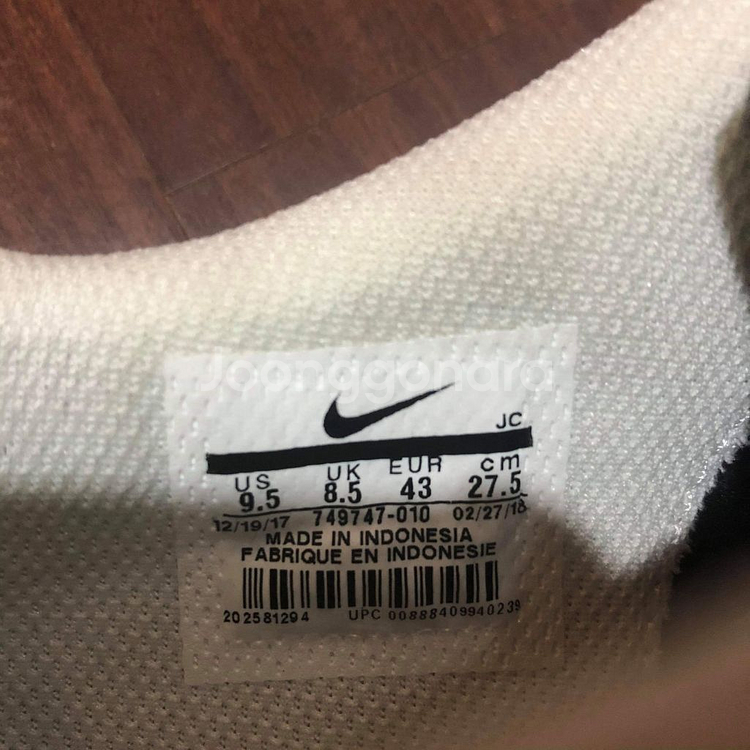 Joonggonara
JC
US UK EUR cm
9.5 8.5 43 27.5
12/19/17 749747-010 02/27/18
MADE IN INDONESIA
FABRIQUE EN INDONESIE
202581294 UPC 00888409940239